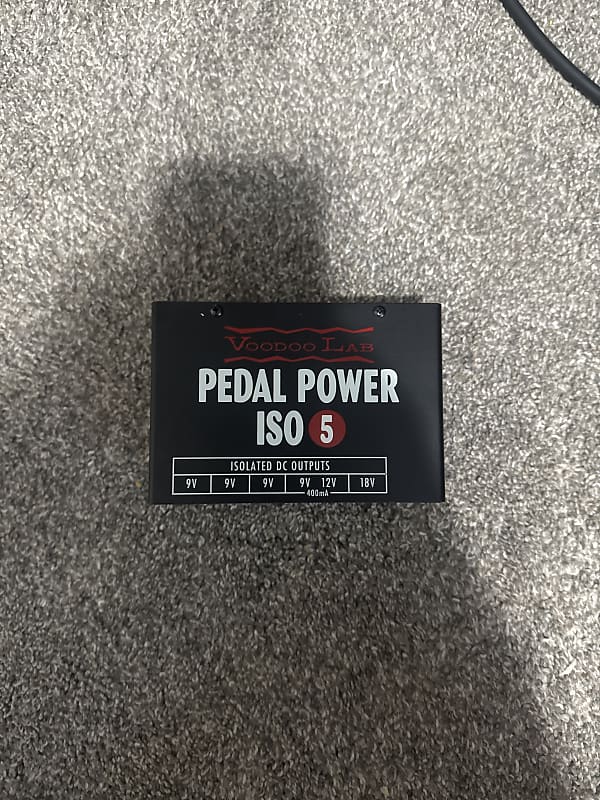 VOODOO LAB
PEDAL POWER
ISO 5
ISOLATED DC OUTPUTS
9V 9V 9V 9V 12V 18V
400mA